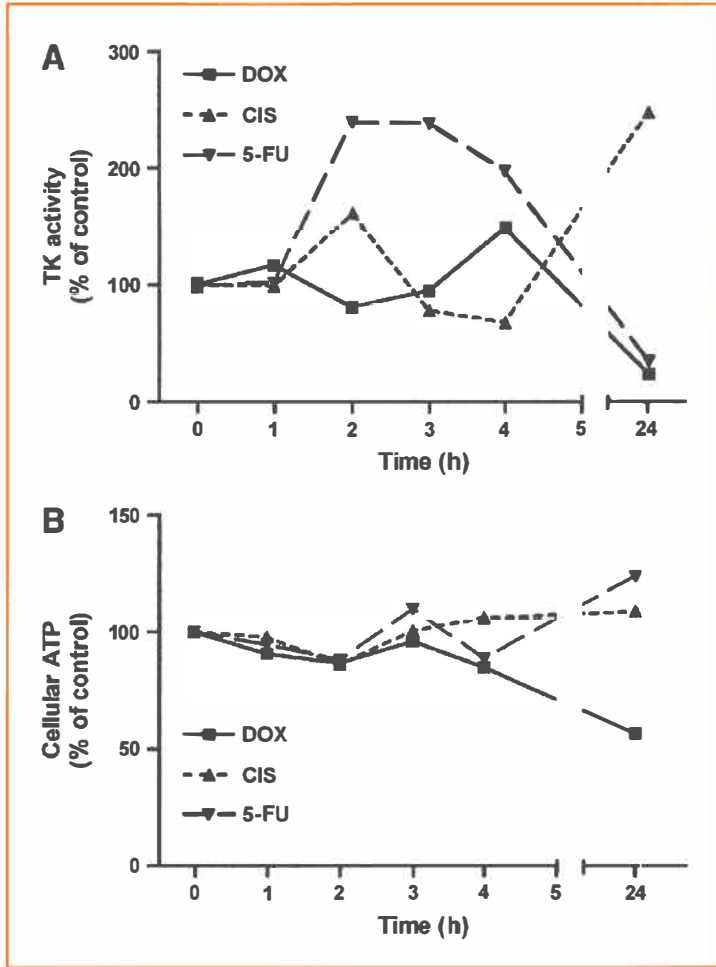 A
300
200
100
0
TK activity
(% of control)
DOX
CIS
5-FU
0 1 2 3 4 5 24
Time (h)
B
150
100
50
0
Cellular ATP
(% of control)
DOX
CIS
5-FU
0 1 2 3 4 5 24
Time (h)